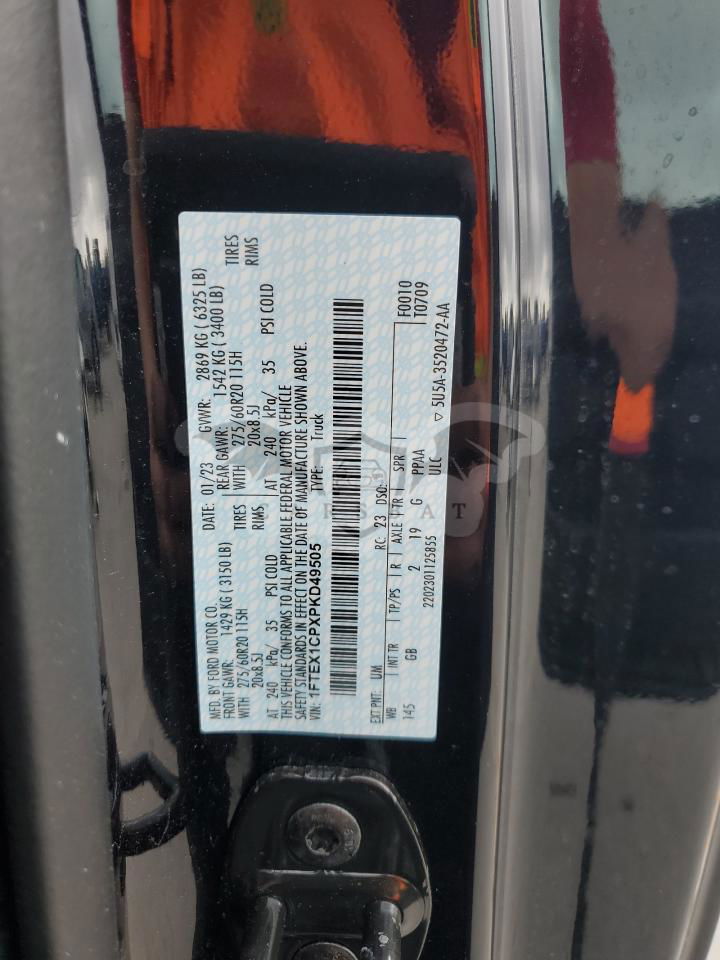 MFD. BY FORD MOTOR CO.
DATE: 01/23 GVWR: 2869 KG ( 6325 LB)
FRONT GAWR: 1429 KG ( 3150 LB) REAR GAWR: 1542 KG ( 3400 LB)
WITH 275/60R20 115H TIRES WITH 275/60R20 115H TIRES
20x8.5J RIMS 20x8.5J RIMS
AT 240 kPa/ 35 PSI COLD AT 240 kPa/ 35 PSI COLD
THIS VEHICLE CONFORMS TO ALL APPLICABLE FEDERAL MOTOR VEHICLE
SAFETY STANDARDS IN EFFECT ON THE DATE OF MANUFACTURE SHOWN ABOVE.
VIN: 1FTEX1CPXPKD49505 TYPE: Truck
EXT PNT: UM RC: 23 DSO: F0010
WB INT TR TP/PS R AXLE TR SPR T0709
145 GB 2 19 G PPAA
2202301125855 ULC ▽ 5U5A-3520472-AA